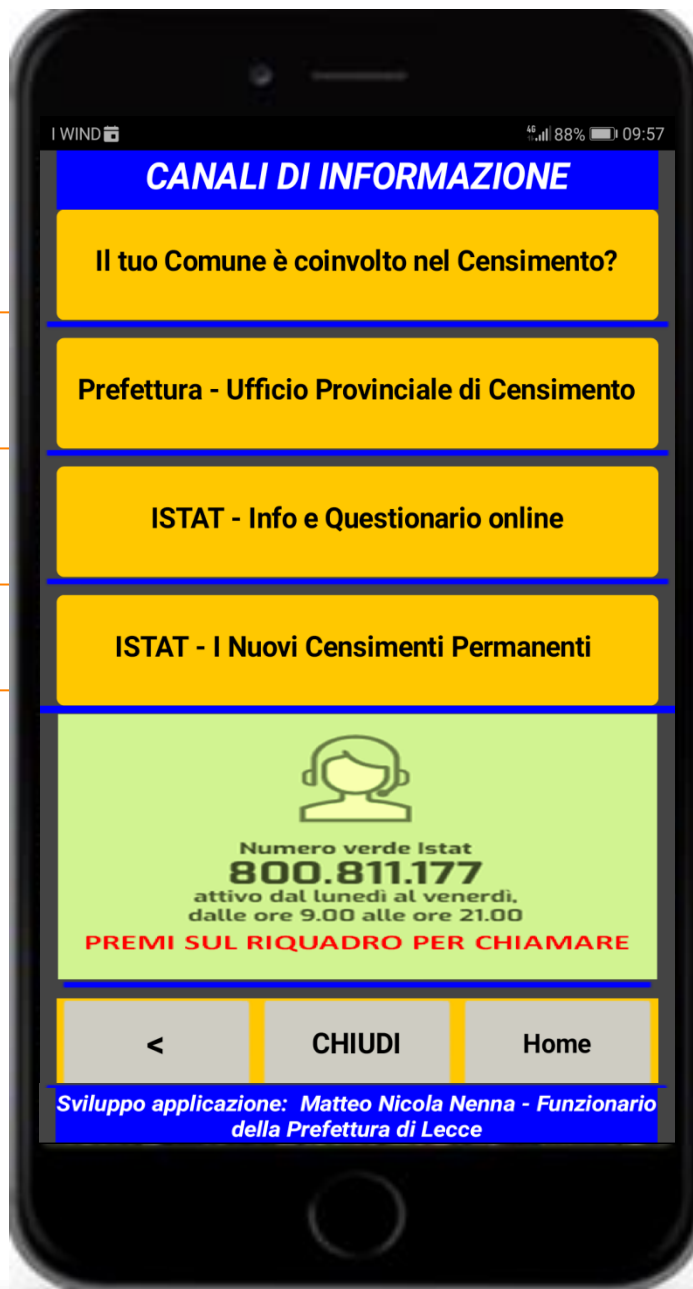 I WIND 4G 88% 09:57
CANALI DI INFORMAZIONE
Il tuo Comune è coinvolto nel Censimento?
Prefettura - Ufficio Provinciale di Censimento
ISTAT - Info e Questionario online
ISTAT - I Nuovi Censimenti Permanenti
Numero verde Istat
800.811.177
attivo dal lunedì al venerdì,
dalle ore 9.00 alle ore 21.00
PREMI SUL RIQUADRO PER CHIAMARE
< CHIUDI Home
Sviluppo applicazione: Matteo Nicola Nenna - Funzionario
della Prefettura di Lecce